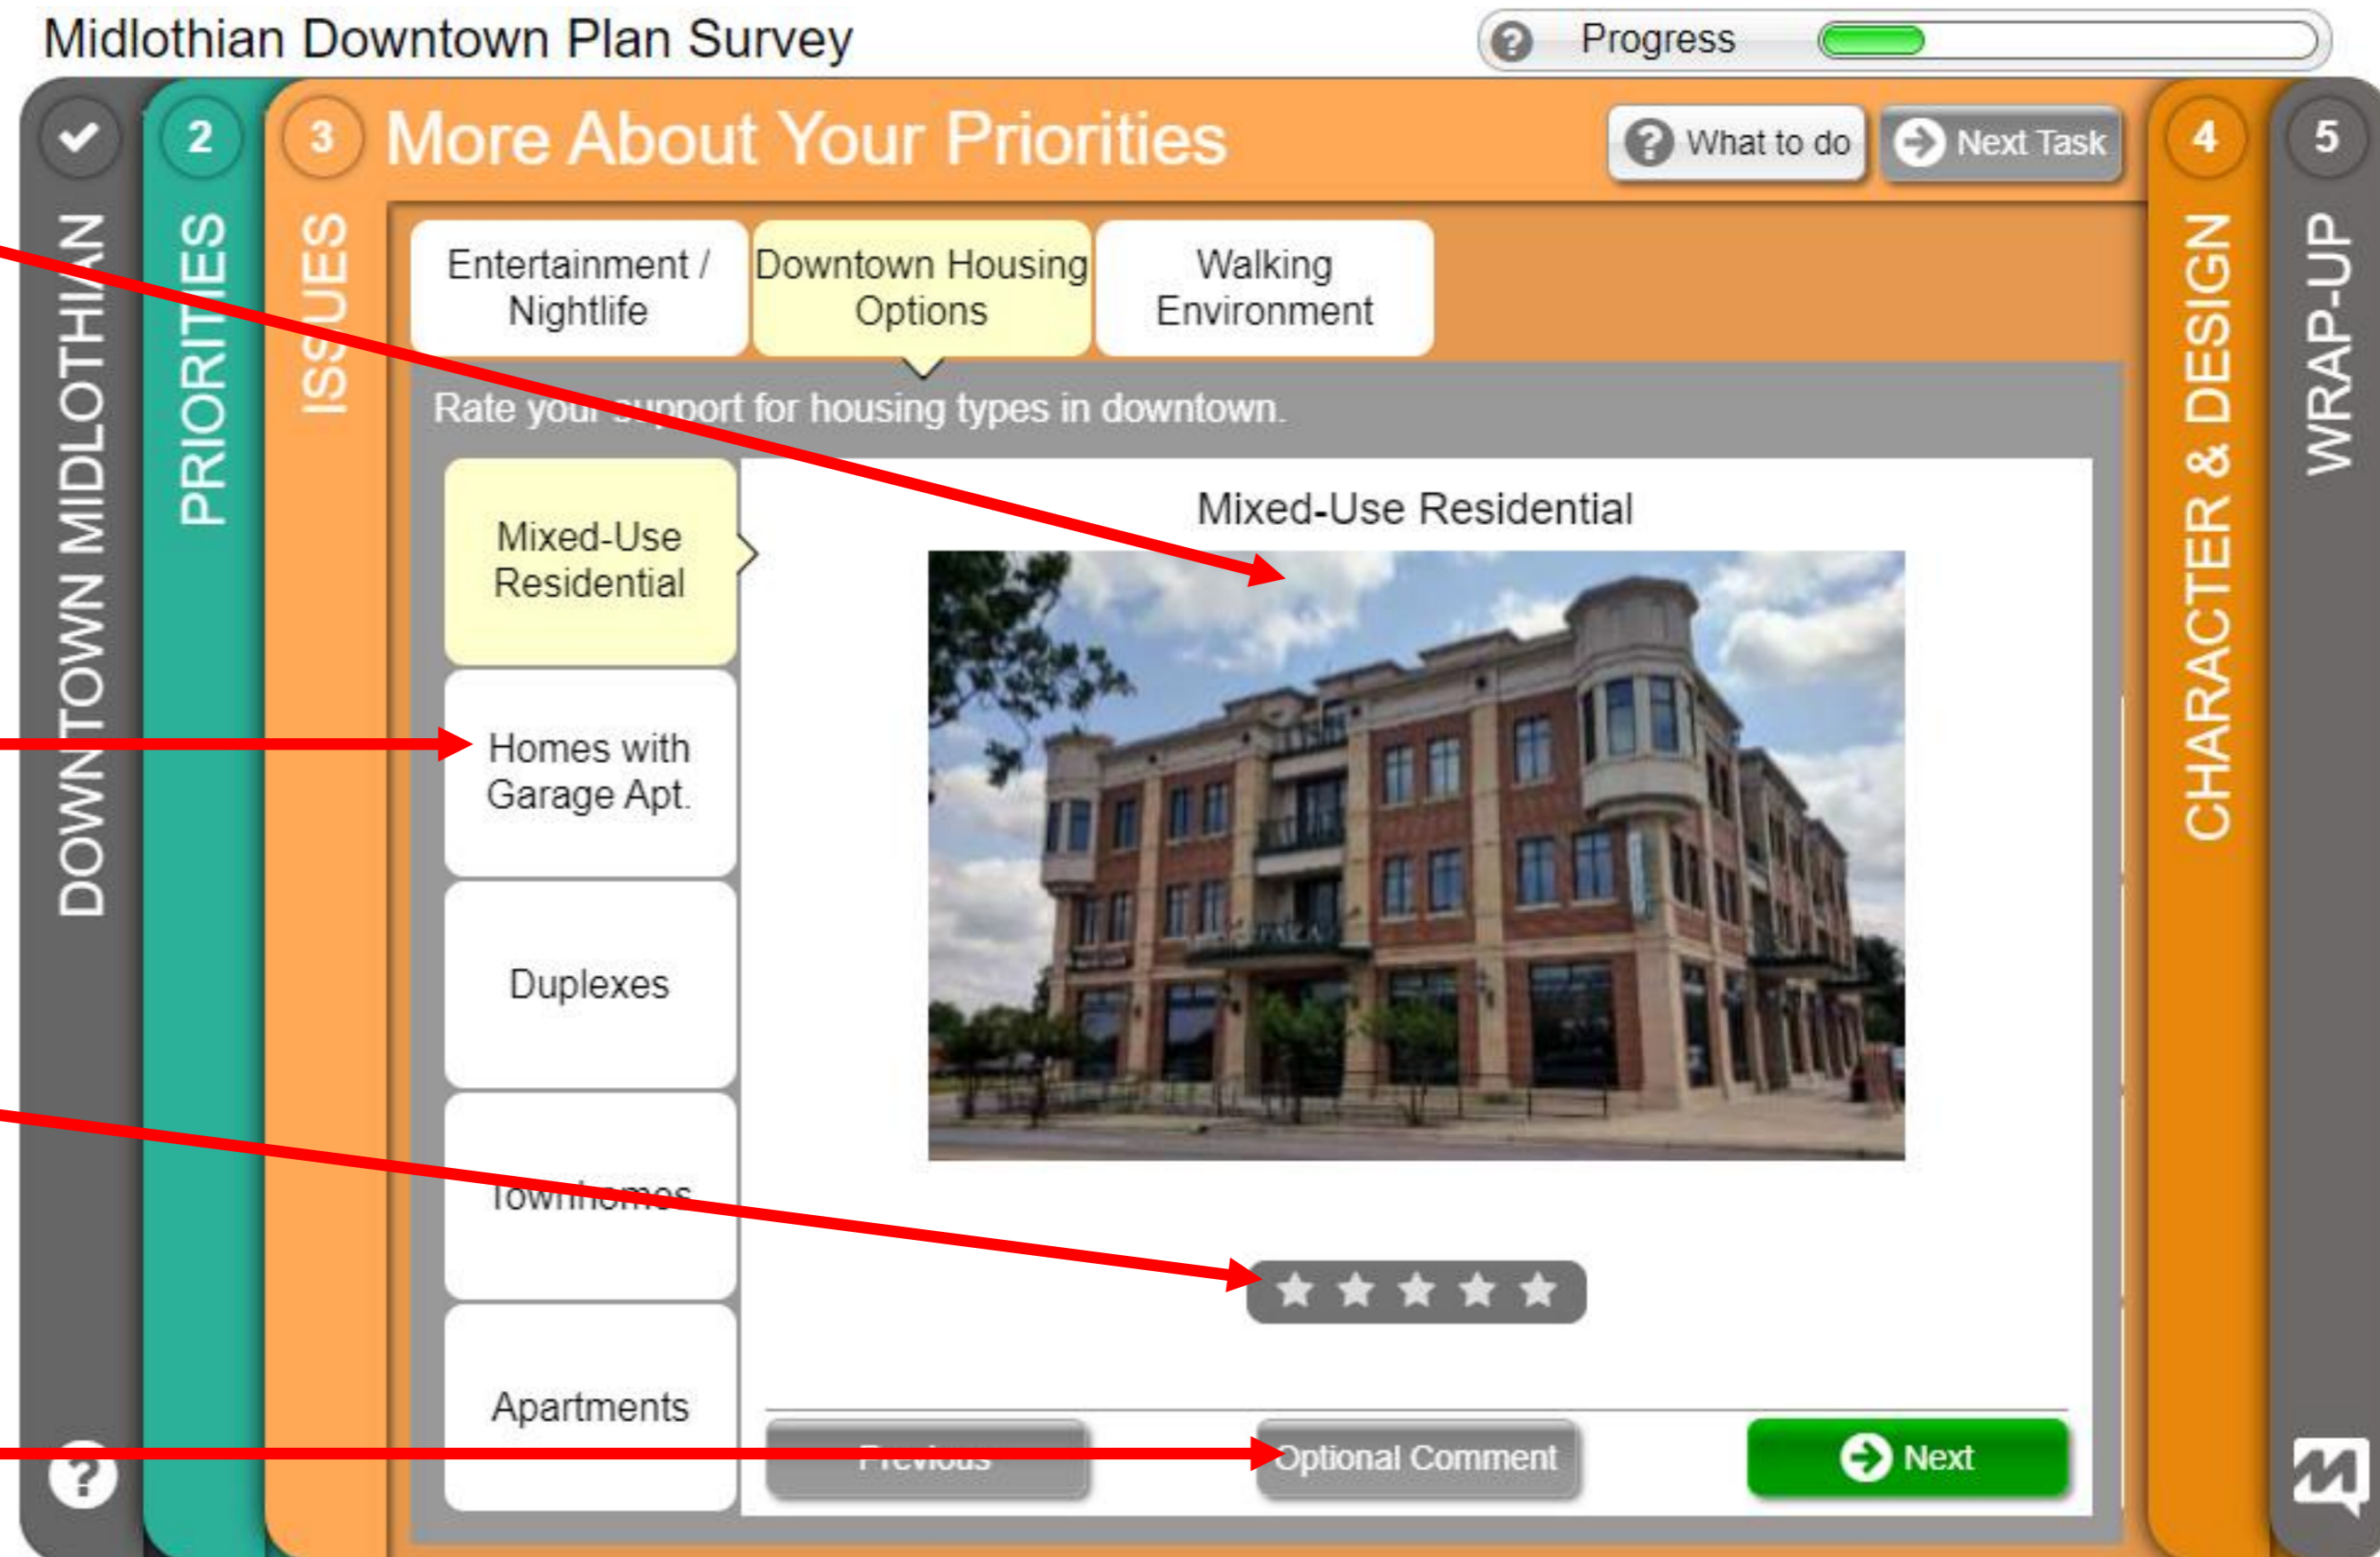 Midlothian Downtown Plan Survey
? Progress
DOWNTOWN MIDLOTHIAN
?
2
PRIORITIES
3
ISSUES
More About Your Priorities
? What to do
Next Task
Entertainment /
Nightlife
Downtown Housing
Options
Walking
Environment
Rate your support for housing types in downtown.
Mixed-Use
Residential
Homes with
Garage Apt.
Duplexes
Townhomes
Apartments
Mixed-Use Residential
Previous
Optional Comment
Next
4
CHARACTER & DESIGN
5
WRAP-UP